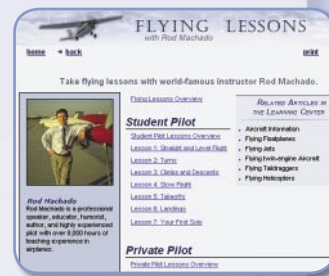 FLYING LESSONS
with Rod Machado
home
back
print
Take flying lessons with world-famous instructor Rod Machado.
Flying Lessons Overview
Student Pilot
Student Pilot Lessons Overview
Lesson 1: Straight and Level Flight
Lesson 2: Turns
Lesson 3: Climbs and Descents
Lesson 4: Slow Flight
Lesson 5: Takeoffs
Lesson 6: Landings
Lesson 7: Your First Solo
Private Pilot
Private Pilot Lessons Overview
RELATED ARTICLES IN
THE LEARNING CENTER
• Aircraft Information
• Flying Floatplanes
• Flying Jets
• Flying Twin-engine Aircraft
• Flying Taildraggers
• Flying Helicopters
Rod Machado
Rod Machado is a professional
speaker, educator, humorist,
author, and highly experienced
pilot with over 8,000 hours of
teaching experience in
airplanes.